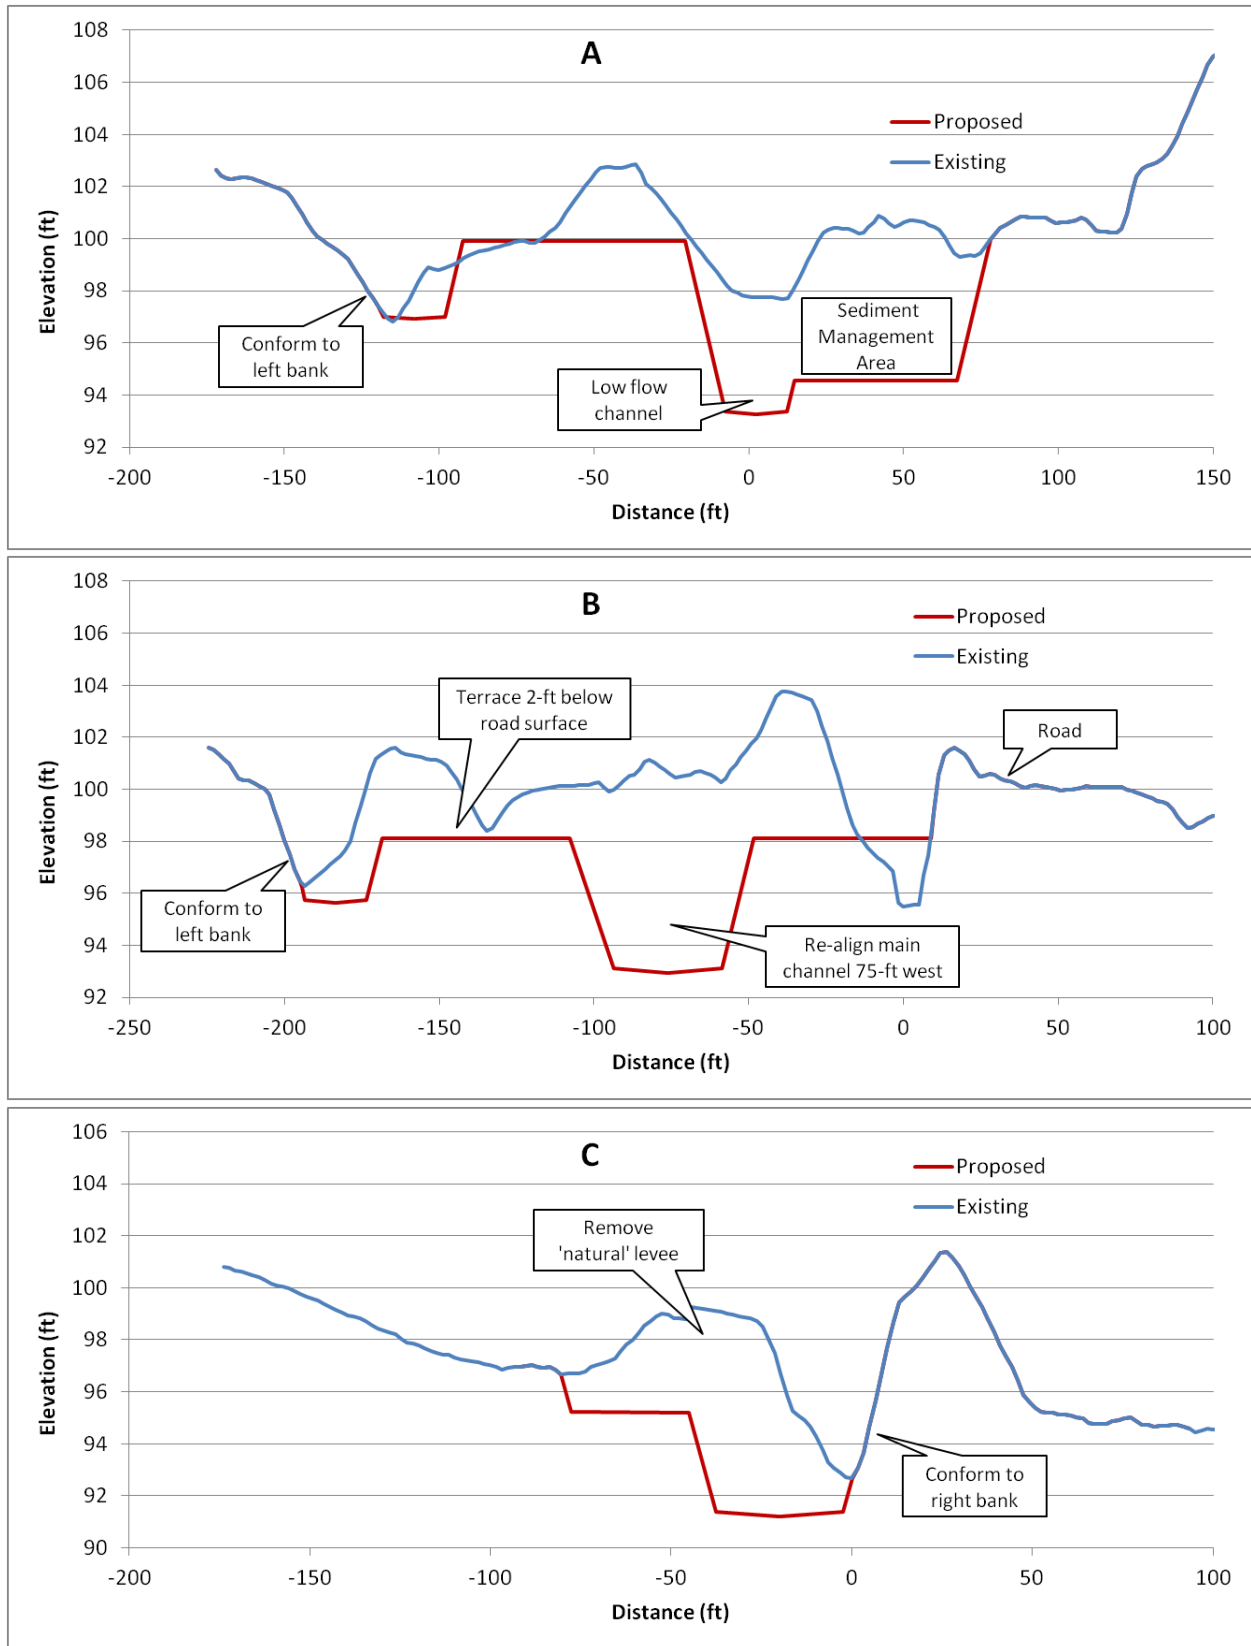 A
108
106
104
102
100
98
96
94
92
Elevation (ft)
Proposed
Existing
Conform to
left bank
Low flow
channel
Sediment
Management
Area
-200
-150
-100
-50
0
50
100
150
Distance (ft)
B
108
106
104
102
100
98
96
94
92
Elevation (ft)
Proposed
Existing
Terrace 2-ft below
road surface
Road
Conform to
left bank
Re-align main
channel 75-ft west
-250
-200
-150
-100
-50
0
50
100
Distance (ft)
C
106
104
102
100
98
96
94
92
90
Elevation (ft)
Proposed
Existing
Remove
'natural' levee
Conform to
right bank
-200
-150
-100
-50
0
50
100
Distance (ft)